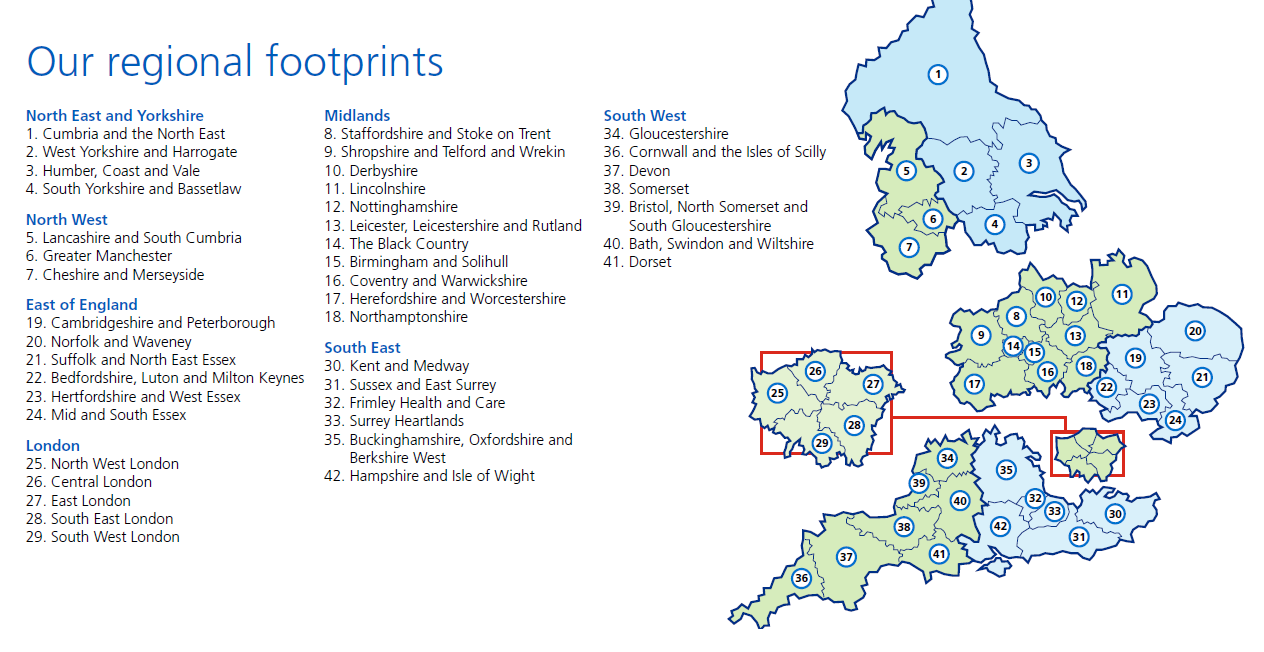 Our regional footprints
North East and Yorkshire
1. Cumbria and the North East
2. West Yorkshire and Harrogate
3. Humber, Coast and Vale
4. South Yorkshire and Bassetlaw
North West
5. Lancashire and South Cumbria
6. Greater Manchester
7. Cheshire and Merseyside
East of England
19. Cambridgeshire and Peterborough
20. Norfolk and Waveney
21. Suffolk and North East Essex
22. Bedfordshire, Luton and Milton Keynes
23. Hertfordshire and West Essex
24. Mid and South Essex
London
25. North West London
26. Central London
27. East London
28. South East London
29. South West London
Midlands
8. Staffordshire and Stoke on Trent
9. Shropshire and Telford and Wrekin
10. Derbyshire
11. Lincolnshire
12. Nottinghamshire
13. Leicester, Leicestershire and Rutland
14. The Black Country
15. Birmingham and Solihull
16. Coventry and Warwickshire
17. Herefordshire and Worcestershire
18. Northamptonshire
South East
30. Kent and Medway
31. Sussex and East Surrey
32. Frimley Health and Care
33. Surrey Heartlands
35. Buckinghamshire, Oxfordshire and
Berkshire West
42. Hampshire and Isle of Wight
South West
34. Gloucestershire
36. Cornwall and the Isles of Scilly
37. Devon
38. Somerset
39. Bristol, North Somerset and
South Gloucestershire
40. Bath, Swindon and Wiltshire
41. Dorset
1
5
2
3
6
4
7
10
12
11
8
9
13
20
14
15
19
16
18
17
22
21
23
24
26
25
27
28
29
34
35
39
40
32
33
30
38
42
31
37
41
36